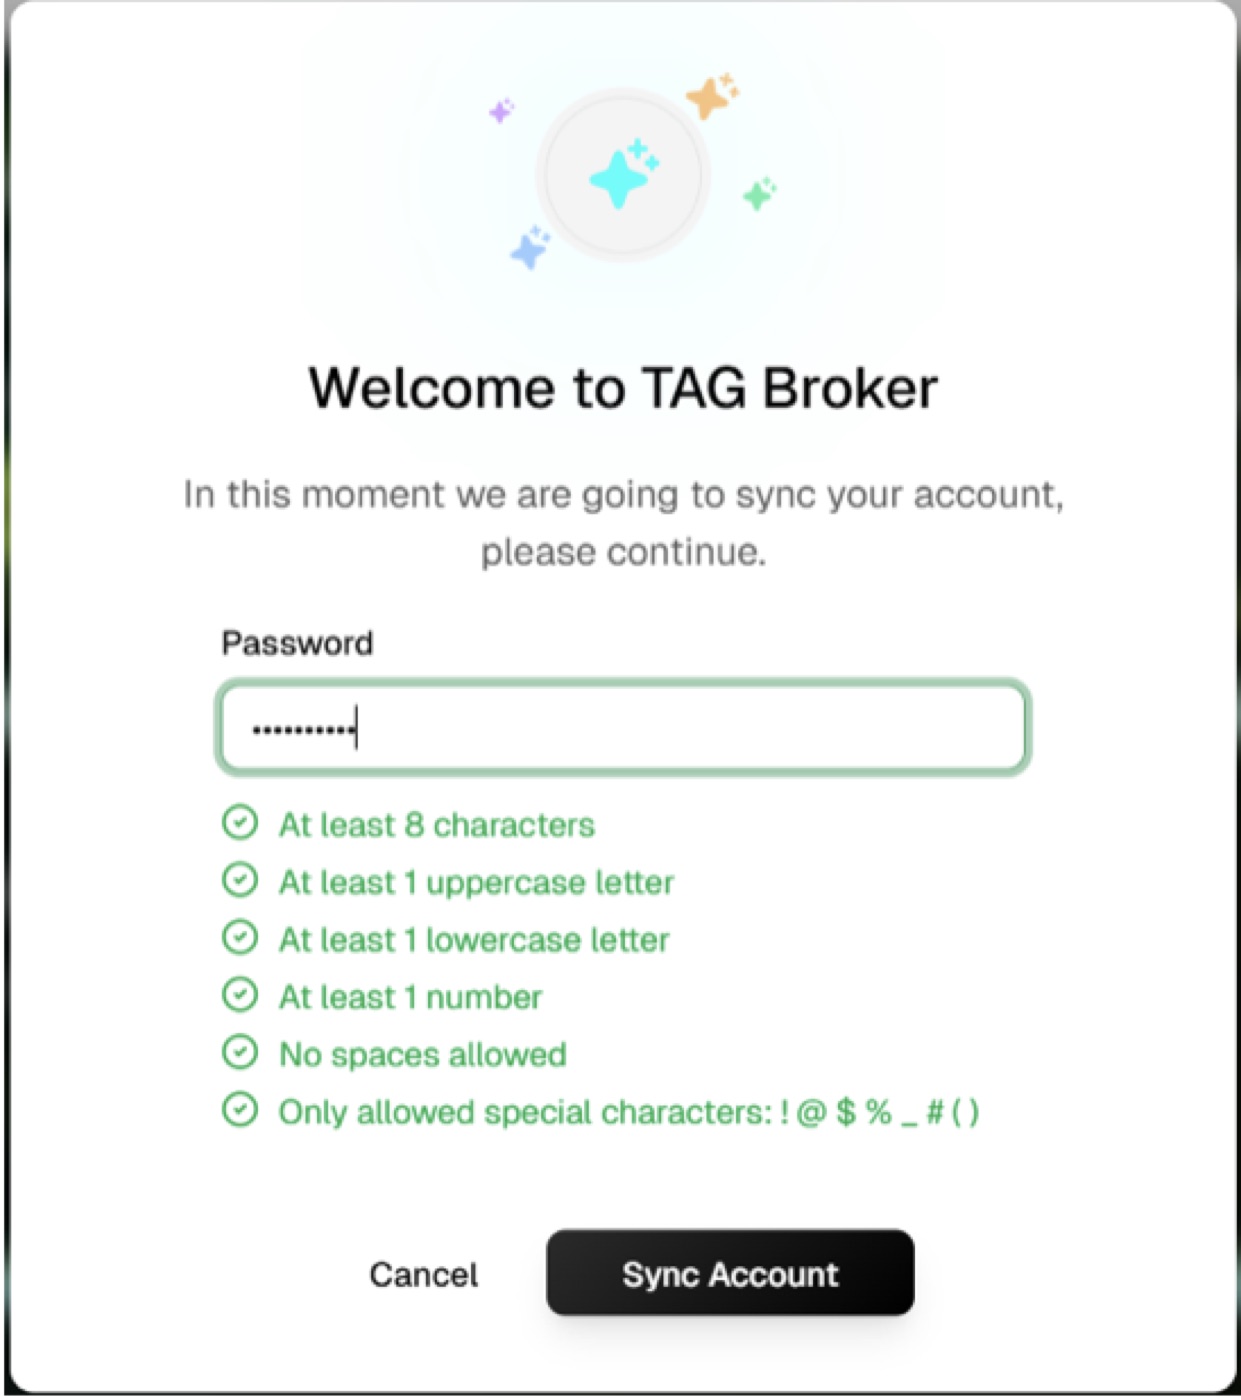 Welcome to TAG Broker
In this moment we are going to sync your account,
please continue.
Password
••••••••••
At least 8 characters
At least 1 uppercase letter
At least 1 lowercase letter
At least 1 number
No spaces allowed
Only allowed special characters: ! @ $ % _ # ( )
Cancel
Sync Account